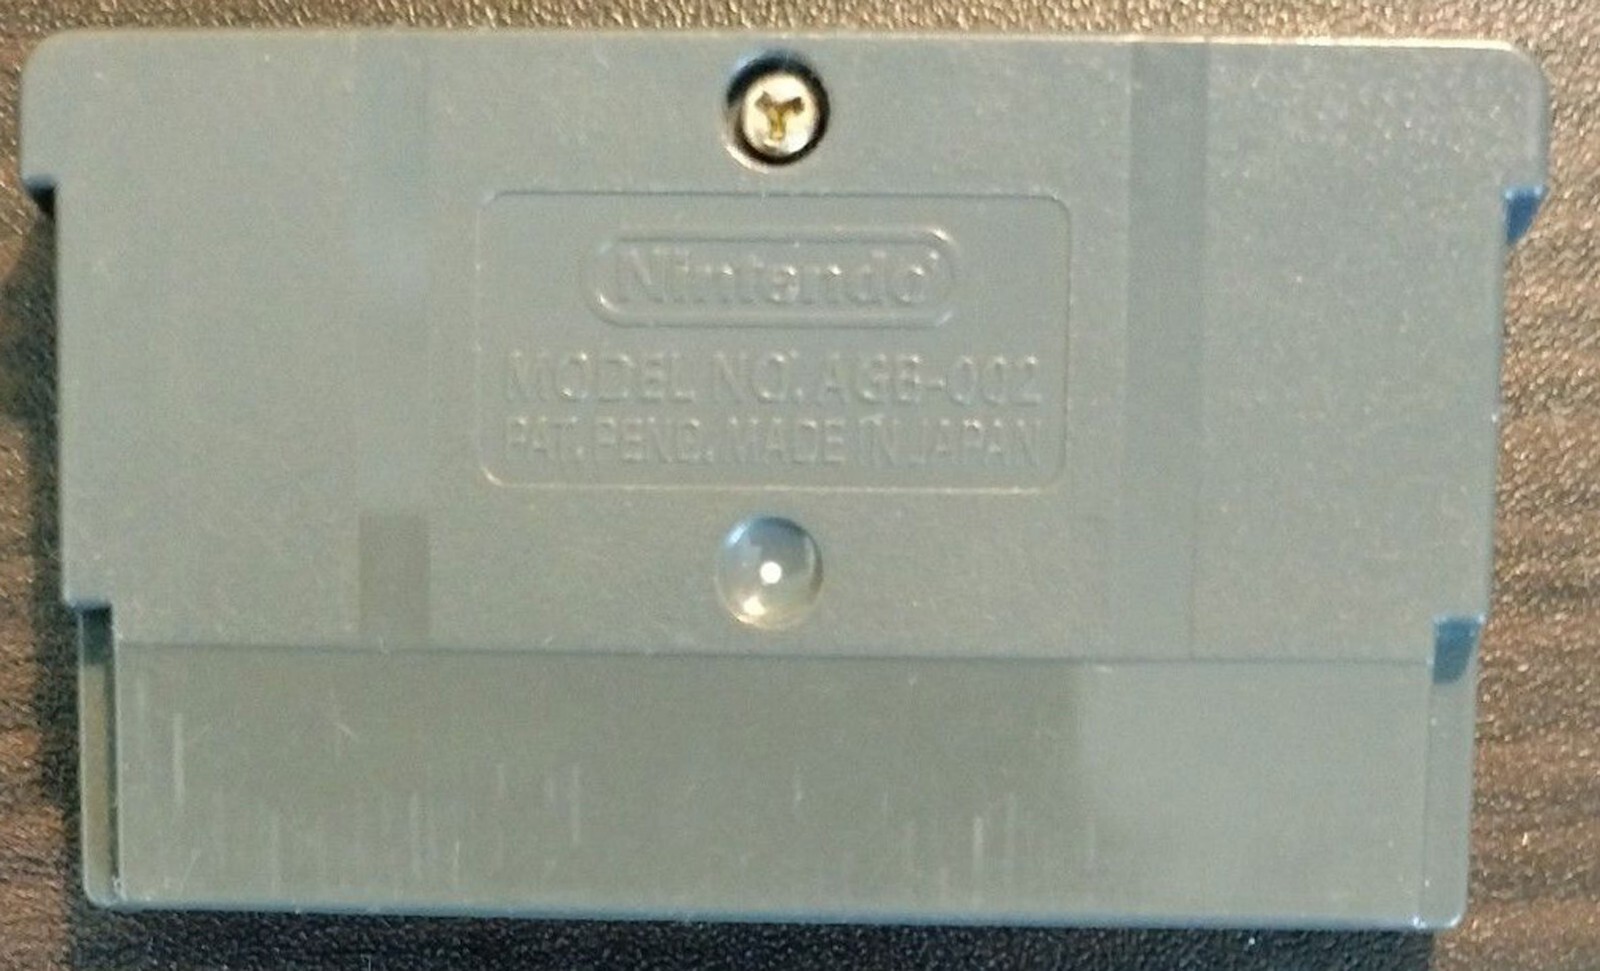 Nintendo®
MODEL NO. AGB-002
PAT. PEND. MADE IN JAPAN